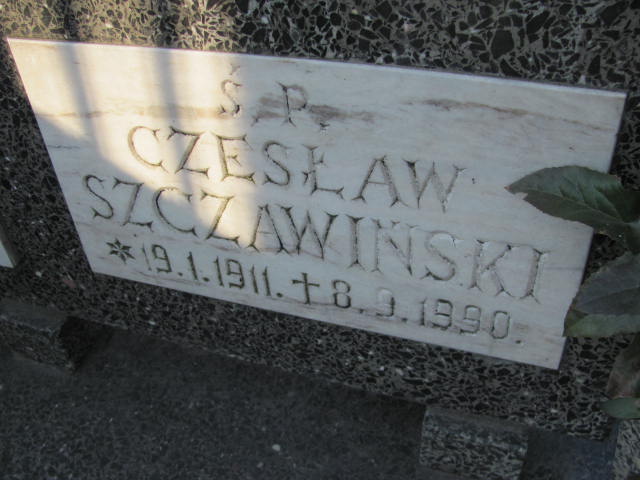 Ś.P.
CZESŁAW
SZCZAWIŃSKI
*19.1.1911.†8.9.1990.